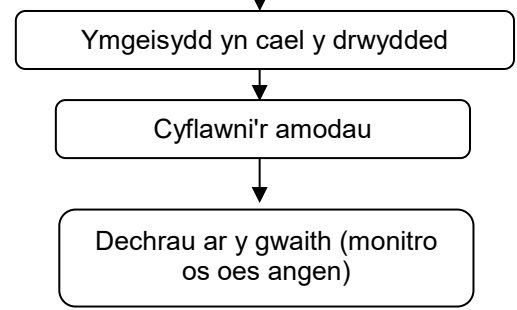 Ymgeisydd yn cael y drwydded
Cyflawni'r amodau
Dechrau ar y gwaith (monitro
os oes angen)